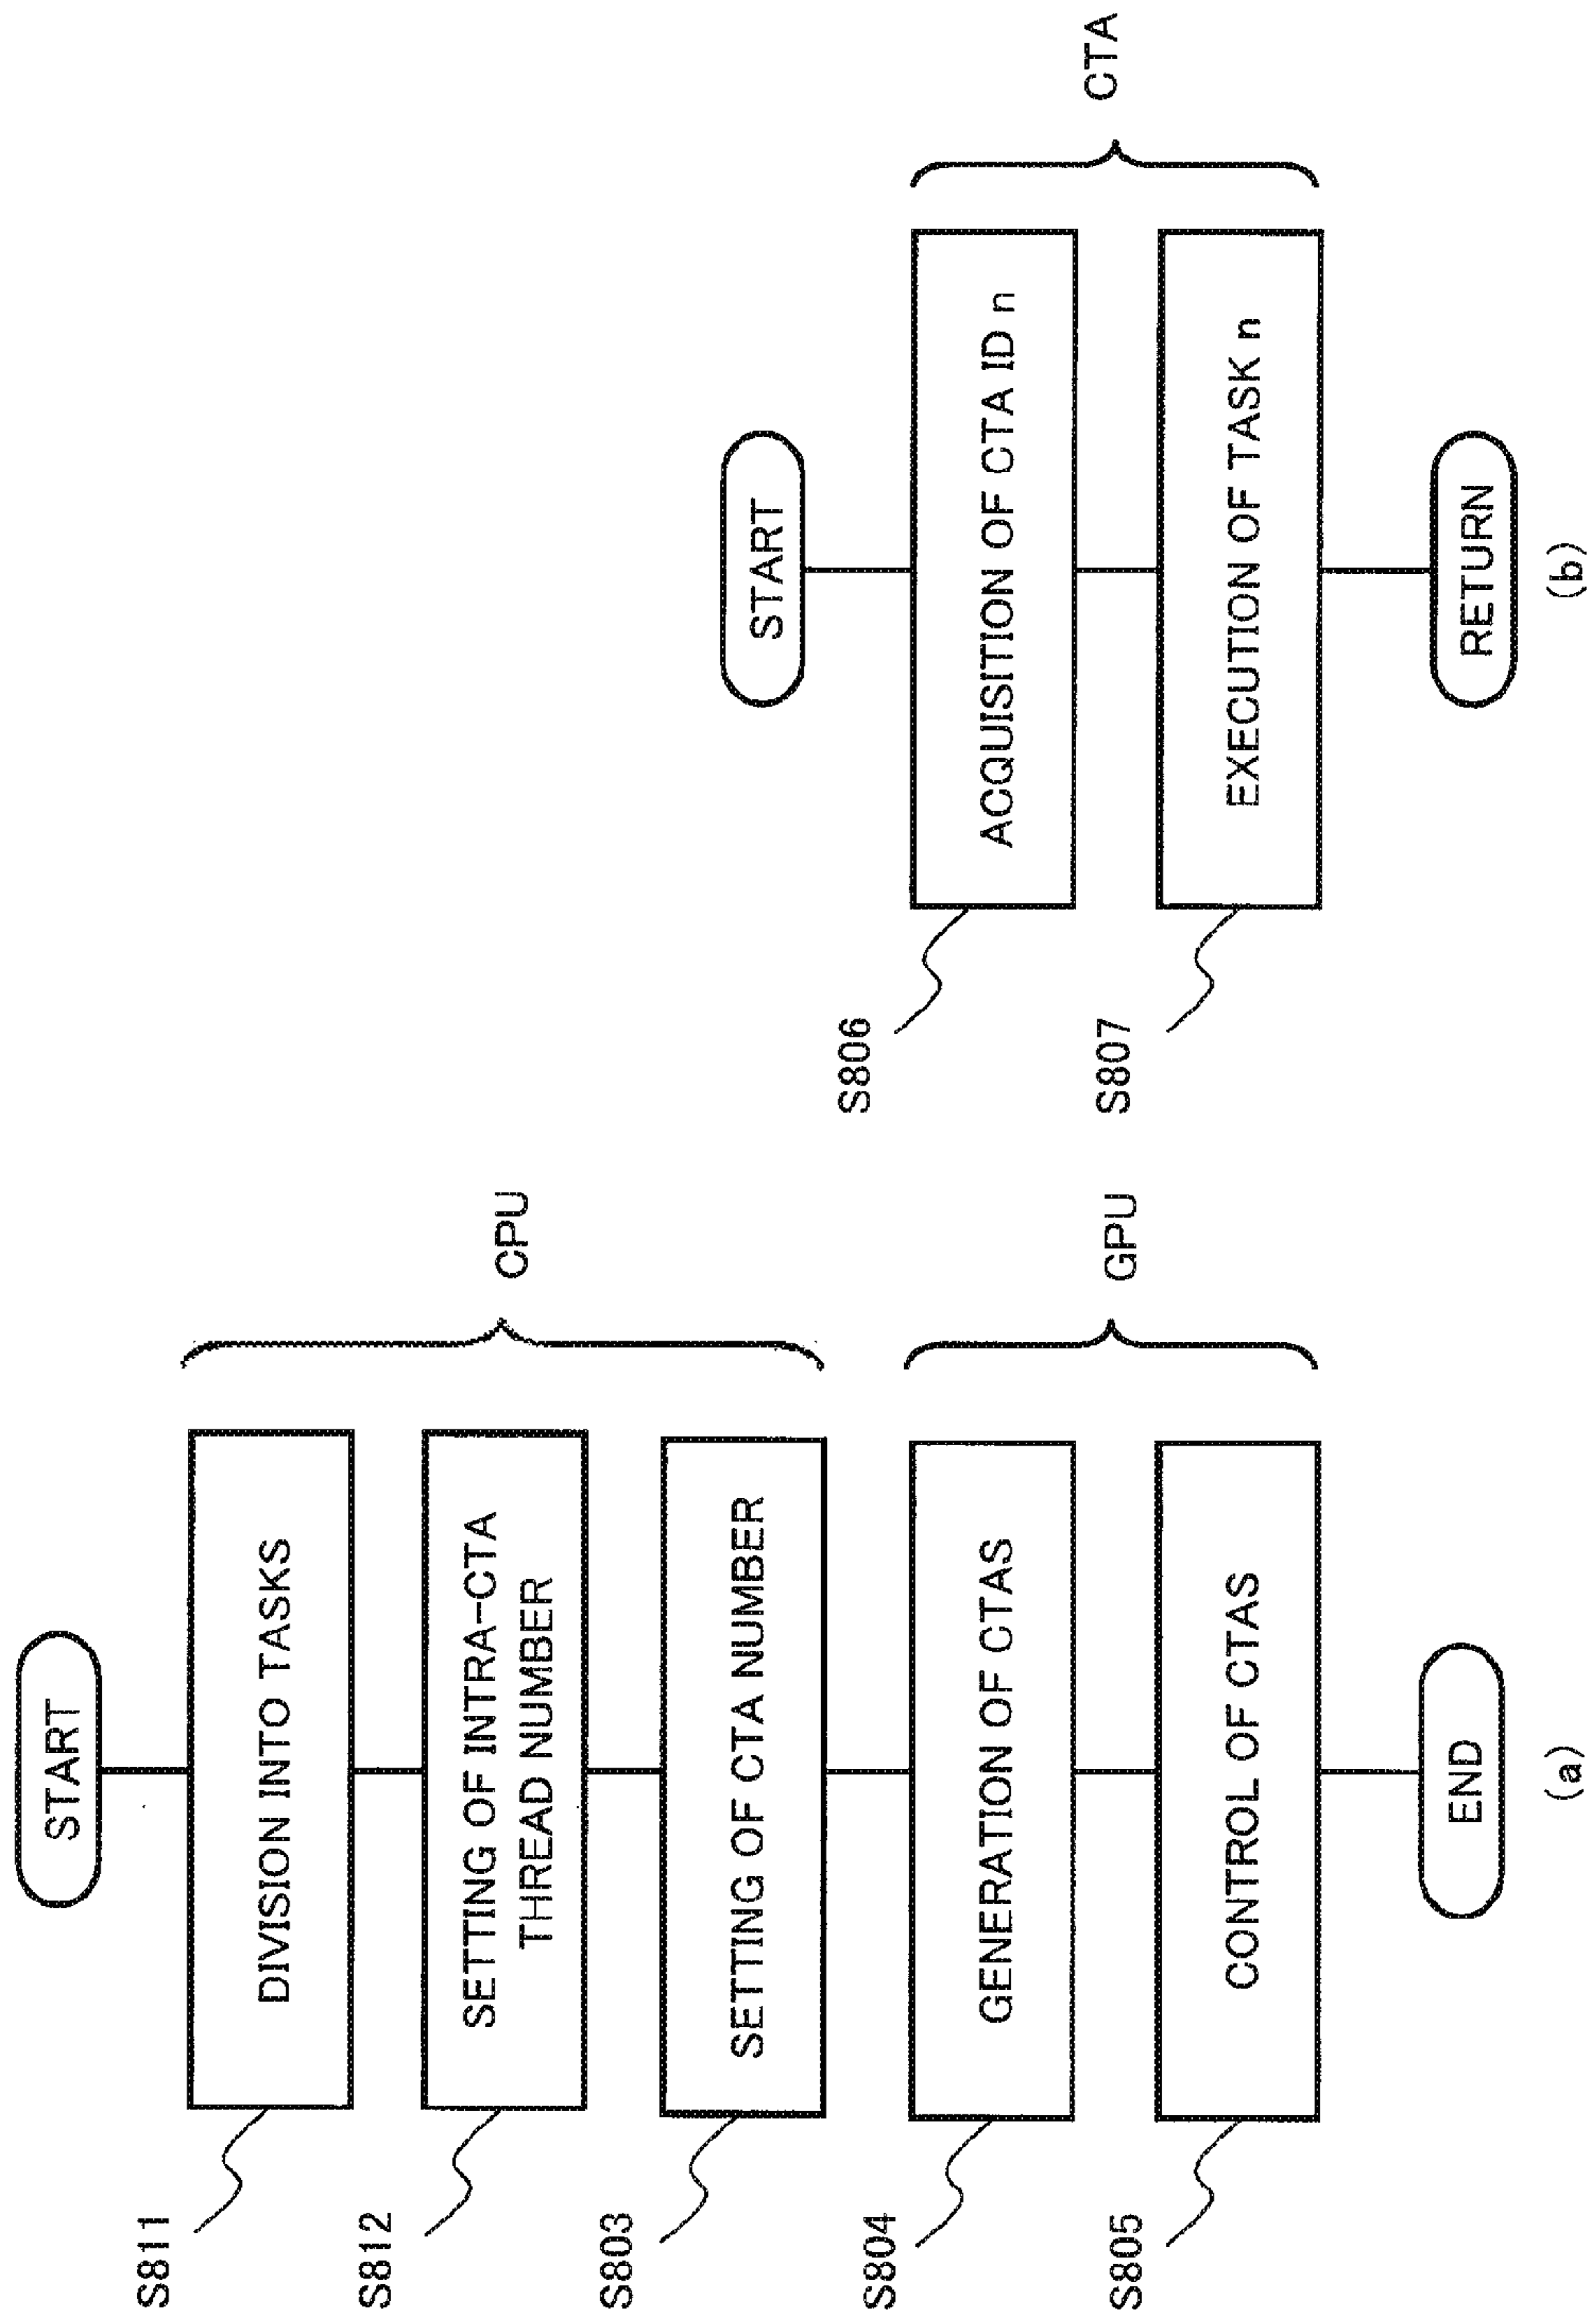 START
S811
DIVISION INTO TASKS
S812
SETTING OF INTRA-CTA
THREAD NUMBER
S803
SETTING OF CTA NUMBER
CPU
S804
GENERATION OF CTAS
S805
CONTROL OF CTAS
GPU
END
(a)
START
S806
ACQUISITION OF CTA ID n
S807
EXECUTION OF TASK n
CTA
RETURN
(b)